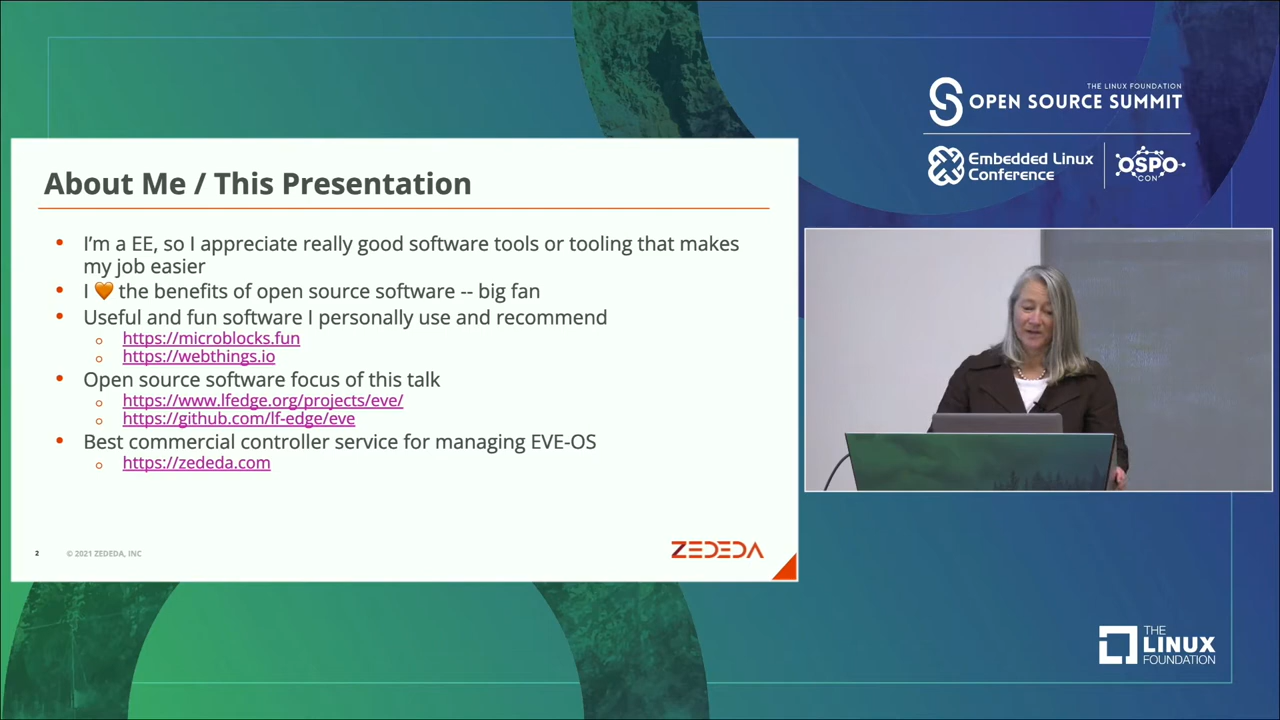 THE LINUX FOUNDATION
OPEN SOURCE SUMMIT
Embedded Linux
Conference
OSPO
CON
About Me / This Presentation
• I'm a EE, so I appreciate really good software tools or tooling that makes
my job easier
• I 🧡 the benefits of open source software -- big fan
• Useful and fun software I personally use and recommend
○ https://microblocks.fun
○ https://webthings.io
• Open source software focus of this talk
○ https://www.lfedge.org/projects/eve/
○ https://github.com/lf-edge/eve
• Best commercial controller service for managing EVE-OS
○ https://zededa.com
2 © 2021 ZEDEDA, INC
ZEDEDA
THE
LINUX
FOUNDATION